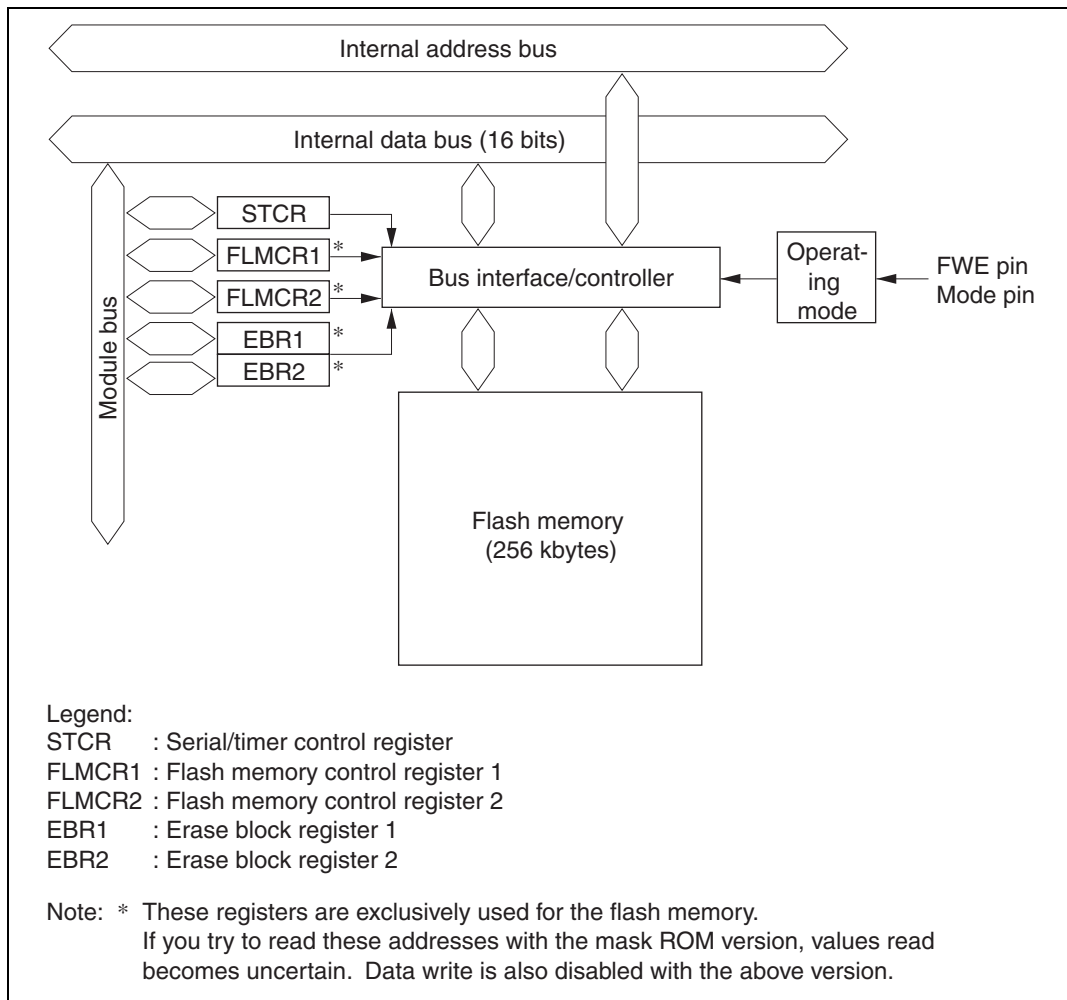 Internal address bus
Internal data bus (16 bits)
Module bus
STCR
FLMCR1 *
FLMCR2 *
EBR1 *
EBR2 *
Bus interface/controller
Operat-
ing
mode
FWE pin
Mode pin
Flash memory
(256 kbytes)
Legend:
STCR : Serial/timer control register
FLMCR1 : Flash memory control register 1
FLMCR2 : Flash memory control register 2
EBR1 : Erase block register 1
EBR2 : Erase block register 2
Note: * These registers are exclusively used for the flash memory.
If you try to read these addresses with the mask ROM version, values read
becomes uncertain. Data write is also disabled with the above version.